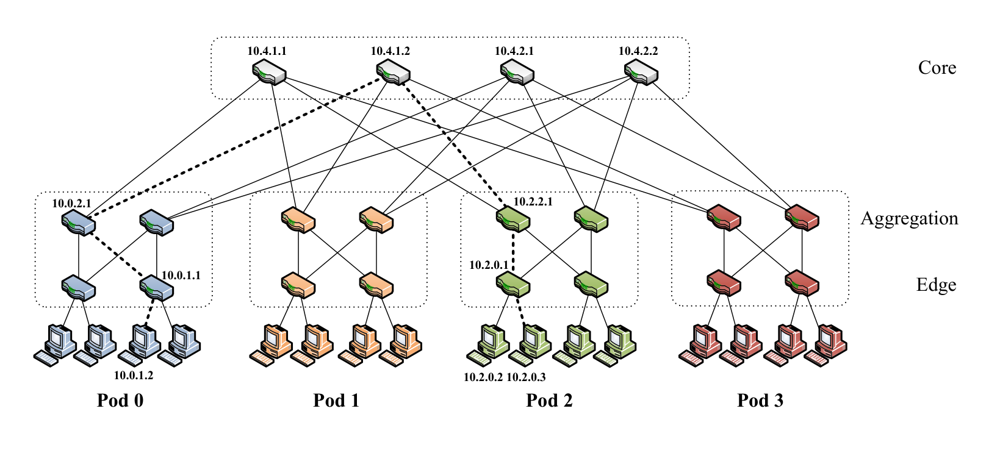 10.4.1.1
10.4.1.2
10.4.2.1
10.4.2.2
Core
10.0.2.1
10.2.2.1
Aggregation
10.0.1.1
10.2.0.1
Edge
10.0.1.2
10.2.0.2 10.2.0.3
Pod 0
Pod 1
Pod 2
Pod 3